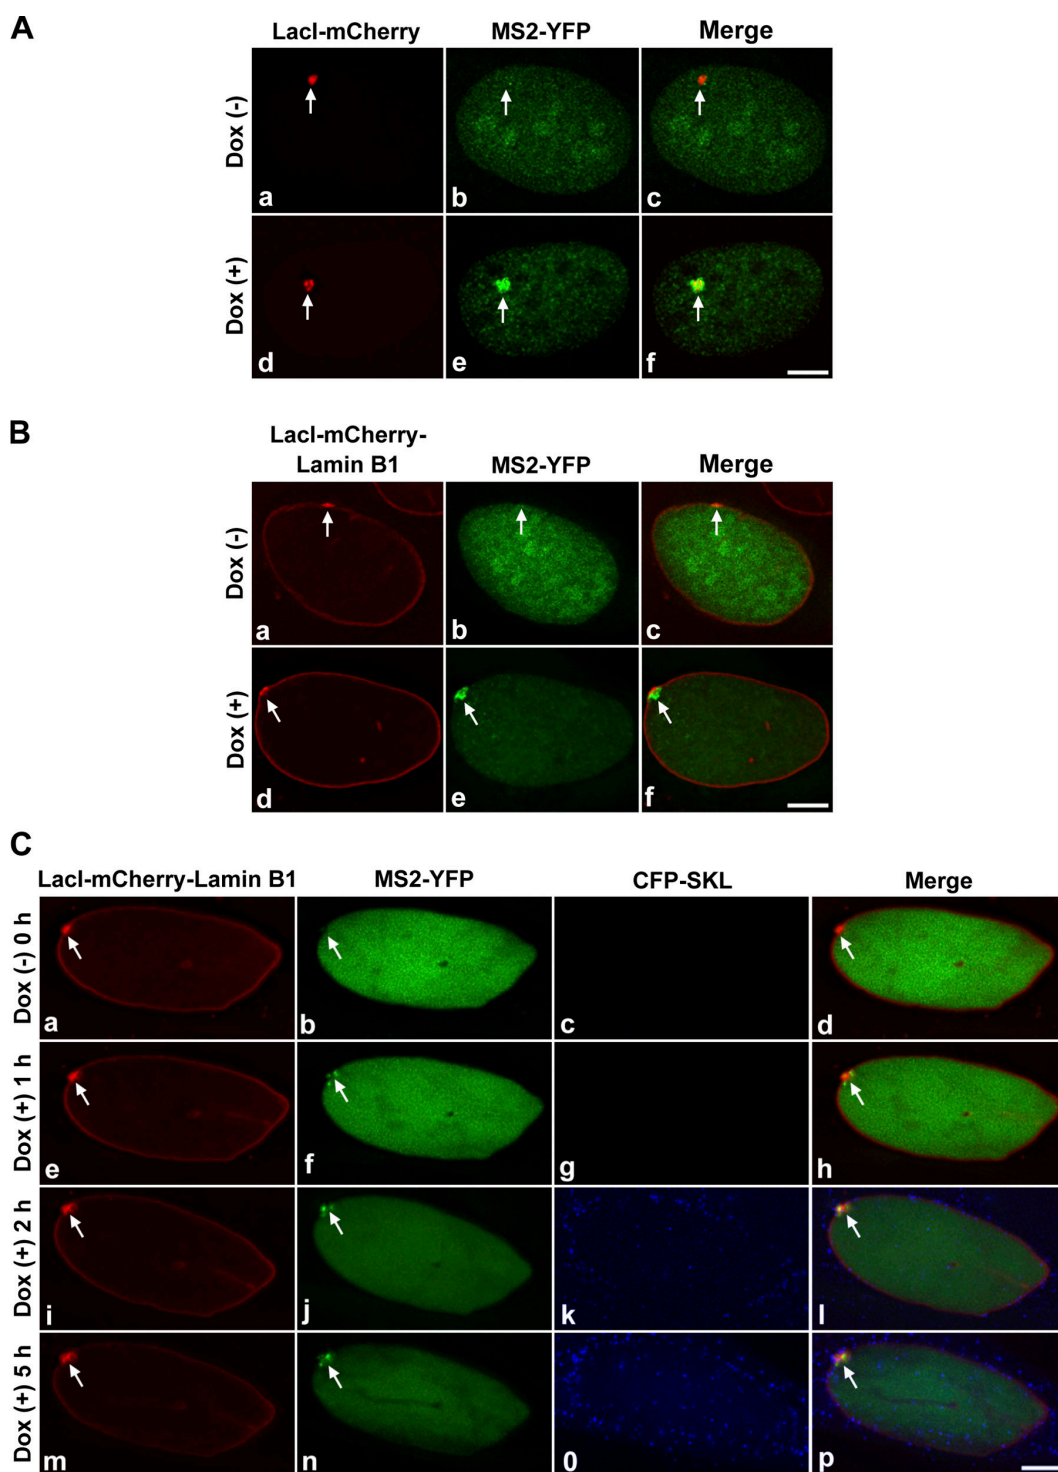 A
LacI-mCherry MS2-YFP Merge
Dox (-)
a b c
Dox (+)
d e f
B
LacI-mCherry-
Lamin B1 MS2-YFP Merge
Dox (-)
a b c
Dox (+)
d e f
C
LacI-mCherry-Lamin B1 MS2-YFP CFP-SKL Merge
Dox (-) 0 h
a b c d
Dox (+) 1 h
e f g h
Dox (+) 2 h
i j k l
Dox (+) 5 h
m n 0 p